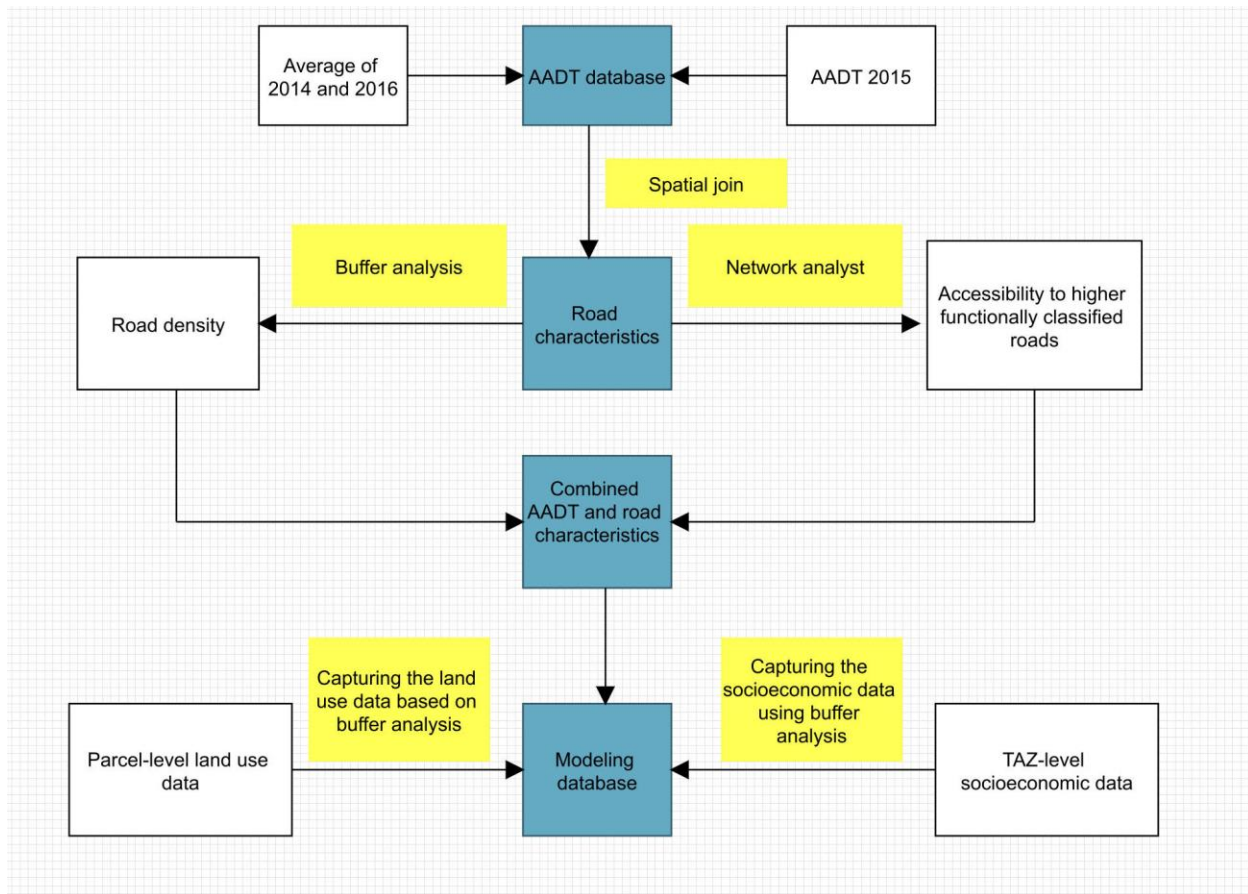 Average of
2014 and 2016
AADT database
AADT 2015
Spatial join
Buffer analysis
Network analyst
Road density
Road
characteristics
Accessibility to higher
functionally classified
roads
Combined
AADT and road
characteristics
Capturing the land
use data based on
buffer analysis
Capturing the
socioeconomic data
using buffer
analysis
Parcel-level land use
data
Modeling
database
TAZ-level
socioeconomic data